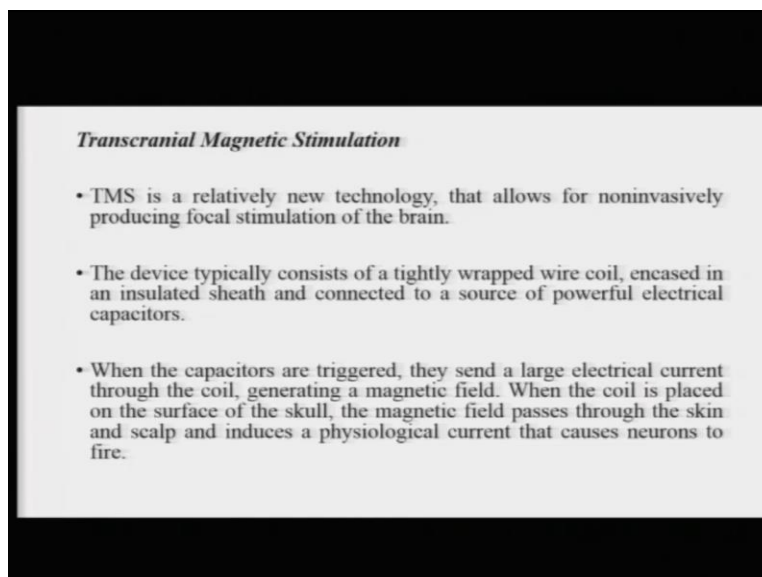 Transcranial Magnetic Stimulation
• TMS is a relatively new technology, that allows for noninvasively
producing focal stimulation of the brain.
• The device typically consists of a tightly wrapped wire coil, encased in
an insulated sheath and connected to a source of powerful electrical
capacitors.
• When the capacitors are triggered, they send a large electrical current
through the coil, generating a magnetic field. When the coil is placed
on the surface of the skull, the magnetic field passes through the skin
and scalp and induces a physiological current that causes neurons to
fire.